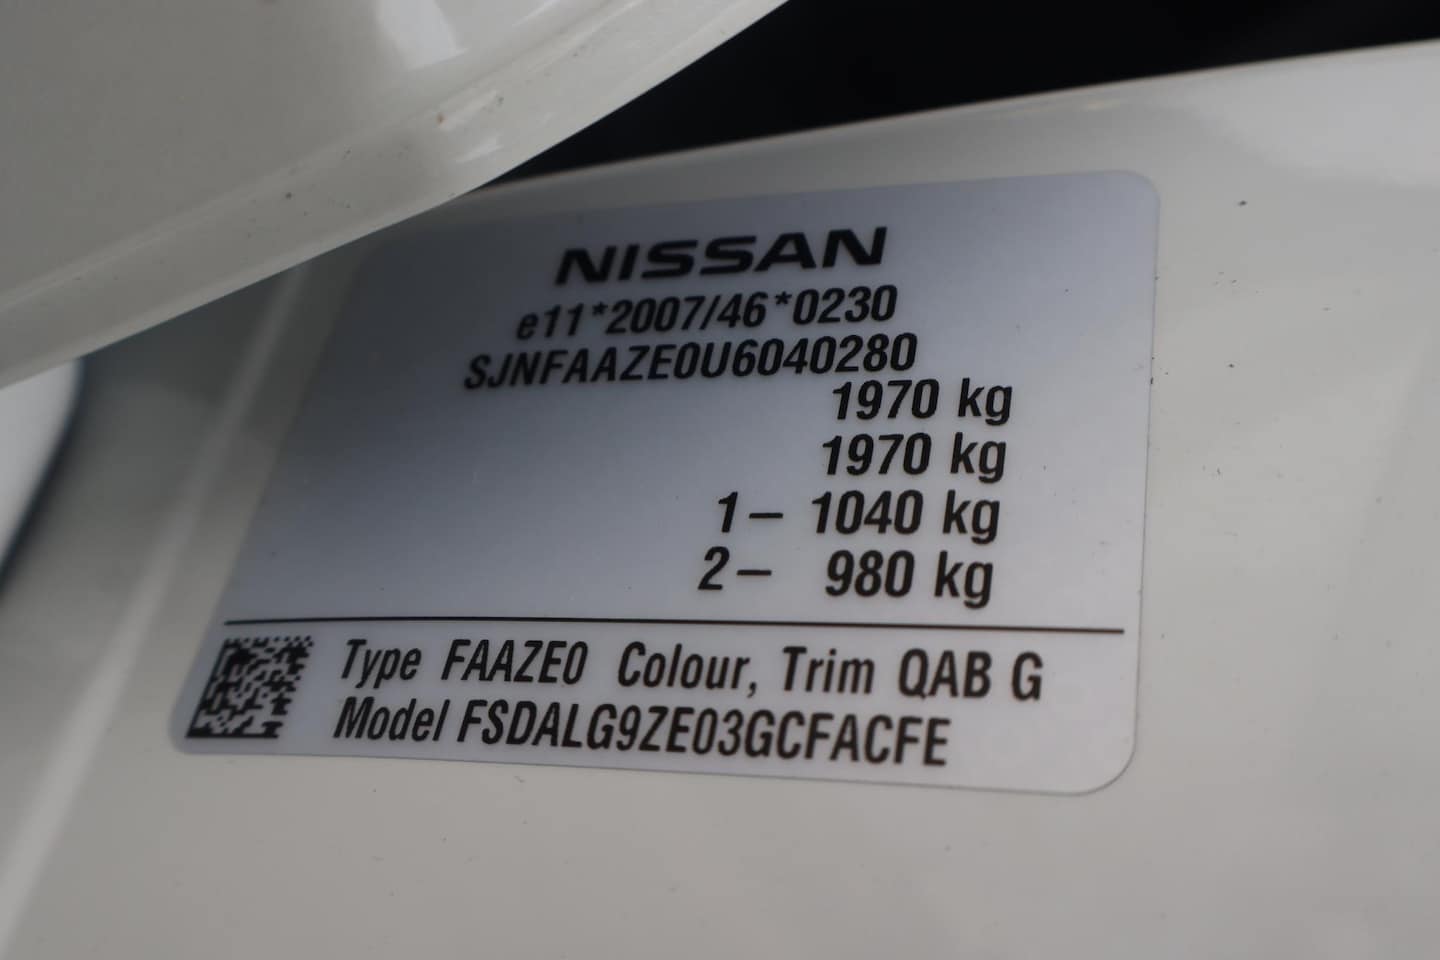 NISSAN
e11*2007/46*0230
SJNFAAZE0U6040280
1970 kg
1970 kg
1– 1040 kg
2– 980 kg
Type FAAZE0 Colour, Trim QAB G
Model FSDALG9ZE03GCFACFE